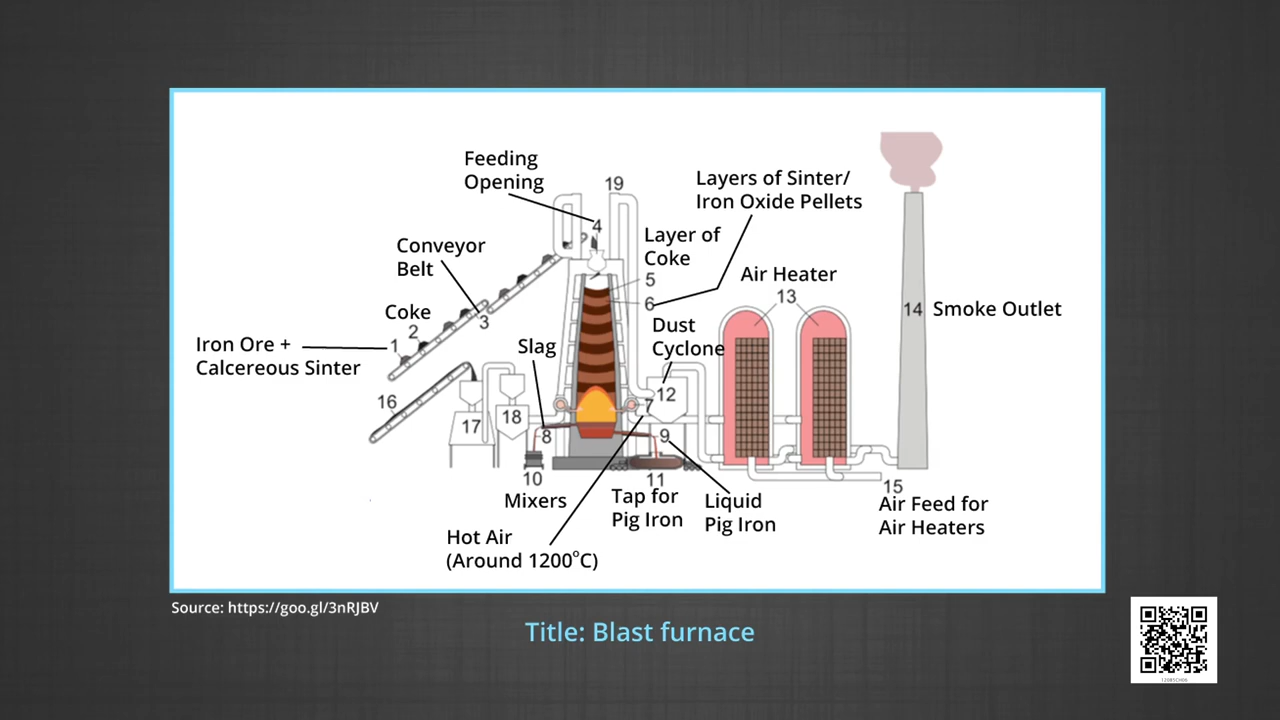 Feeding
Opening
19
Layers of Sinter/
Iron Oxide Pellets
4
Layer of
Coke
Conveyor
Belt
5
Air Heater
6
13
Coke
2
3
14
Smoke Outlet
Dust
Cyclone
1
Iron Ore +
Calcereous Sinter
Slag
16
12
7
18
17
8
9
10
Mixers
11
Tap for
Pig Iron
Liquid
Pig Iron
15
Air Feed for
Air Heaters
Hot Air
(Around 1200°C)
Source: https://goo.gl/3nRJBV
Title: Blast furnace